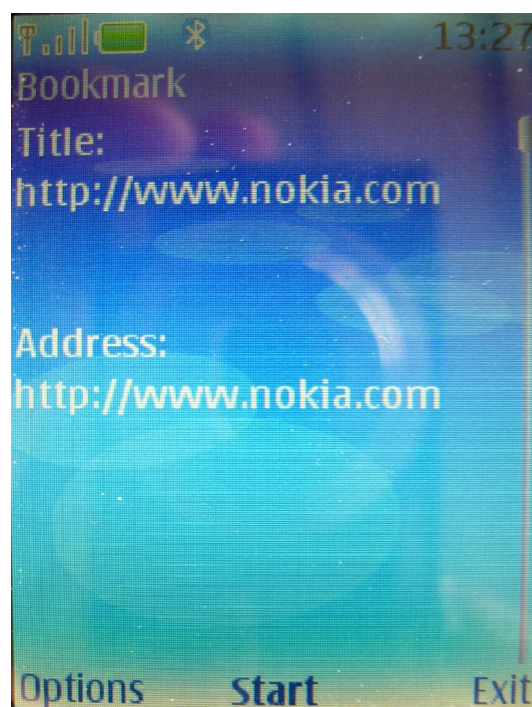 13:27
Bookmark
Title:
http://www.nokia.com
Address:
http://www.nokia.com
Options Start Exit